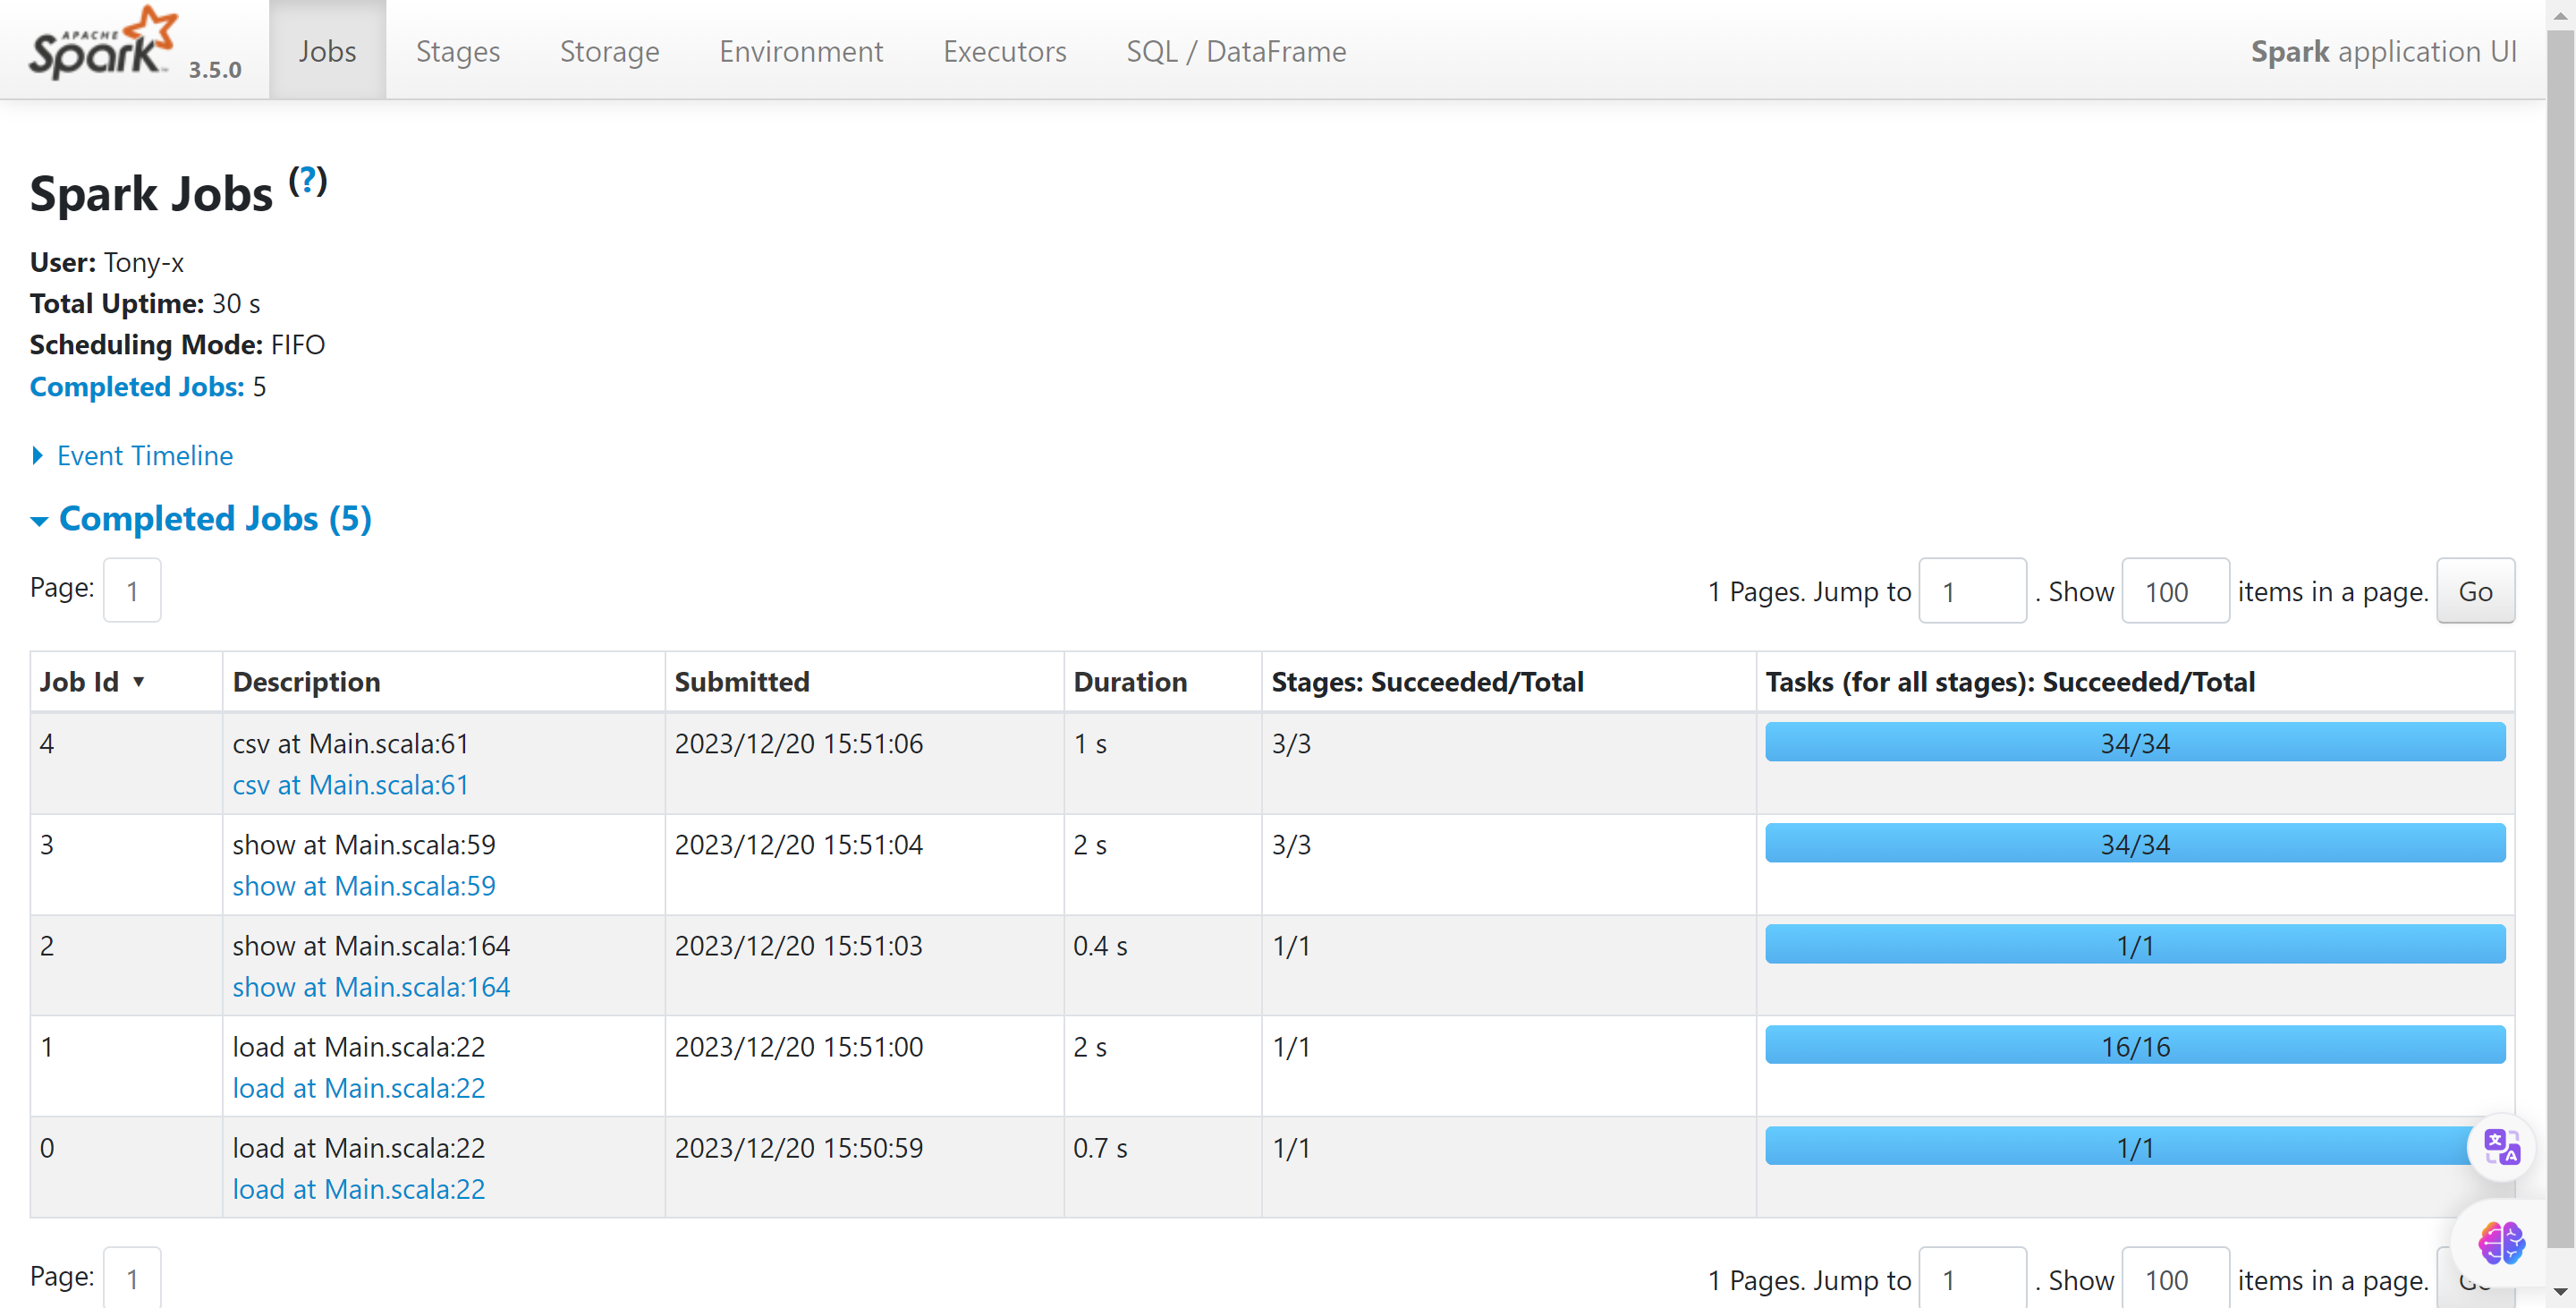 APACHE
Spark 3.5.0 Jobs Stages Storage Environment Executors SQL / DataFrame Spark application UI
Spark Jobs (?)
User: Tony-x
Total Uptime: 30 s
Scheduling Mode: FIFO
Completed Jobs: 5
Event Timeline
Completed Jobs (5)
Page: 1 1 Pages. Jump to 1 . Show 100 items in a page. Go
Job Id ▼ Description Submitted Duration Stages: Succeeded/Total Tasks (for all stages): Succeeded/Total
4 csv at Main.scala:61 2023/12/20 15:51:06 1 s 3/3 34/34
csv at Main.scala:61
3 show at Main.scala:59 2023/12/20 15:51:04 2 s 3/3 34/34
show at Main.scala:59
2 show at Main.scala:164 2023/12/20 15:51:03 0.4 s 1/1 1/1
show at Main.scala:164
1 load at Main.scala:22 2023/12/20 15:51:00 2 s 1/1 16/16
load at Main.scala:22
0 load at Main.scala:22 2023/12/20 15:50:59 0.7 s 1/1 1/1
load at Main.scala:22
Page: 1 1 Pages. Jump to 1 . Show 100 items in a page. Go